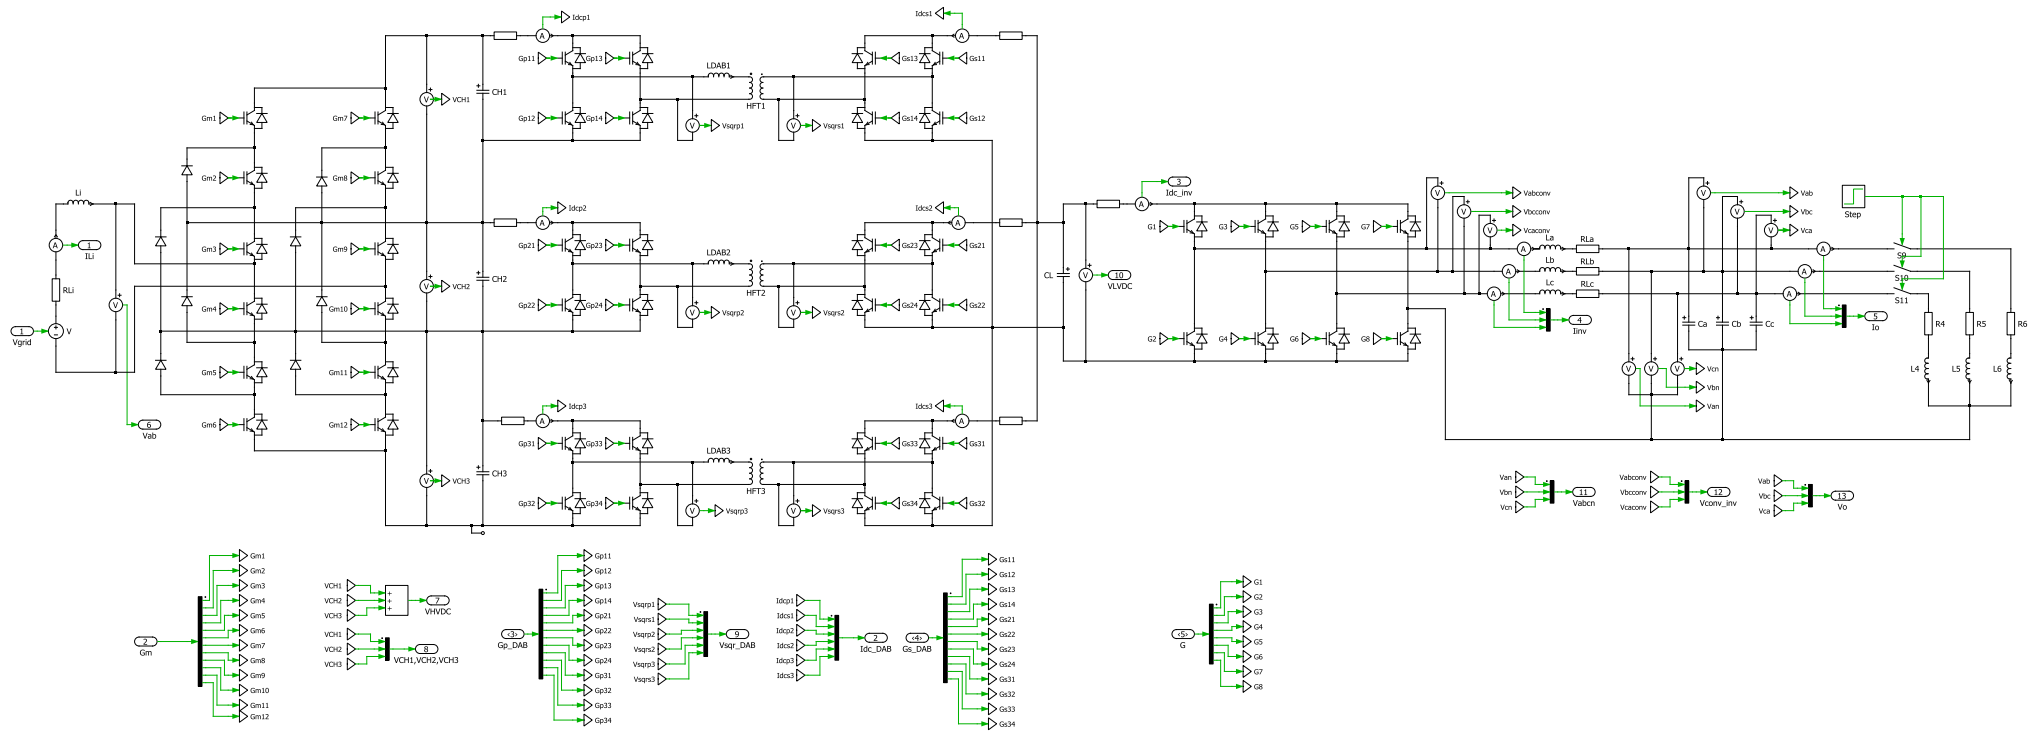 Idcp1
Idcs1
A
A
Gp11
Gp13
Gs13
Gs11
LDAB1
CH1
VCH1
V
HFT1
Gm1
Gm7
Gp12
Gp14
V
Vsqrp1
V
Vsqrs1
Gs14
Gs12
Gm2
Gm8
Li
Idcp2
Idcs2
A
A
3
Idc_inv
A
V
Vabconv
V
Vab
V
Vbcconv
V
Vbc
Vcaconv
V
V
Vca
Step
G1
G3
G5
G7
A
1
ILi
Gm3
Gm9
Gp21
Gp23
Gs23
Gs21
A
La
RLa
A
S9
LDAB2
CH2
V
VCH2
HFT2
CL
V
10
VLVDC
A
Lb
RLb
A
S10
A
Lc
RLc
A
S11
RLi
V
Gm4
Gm10
Gp22
Gp24
V
Vsqrp2
V
Vsqrs2
Gs24
Gs22
4
Iinv
5
Io
Ca
Cb
Cc
R4
R5
R6
1
Vgrid
V
G2
G4
G6
G8
Gm5
Gm11
V
V
V
Vcn
Vbn
Van
L4
L5
L6
6
Vab
Gm6
Gm12
Idcp3
Idcs3
A
A
Gp31
Gp33
Gs33
Gs31
LDAB3
CH3
V
VCH3
HFT3
Gp32
Gp34
V
Vsqrp3
V
Vsqrs3
Gs34
Gs32
Van
Vbn
Vcn
11
Vabcn
Vabconv
Vbcconv
Vcaconv
12
Vconv_inv
Vab
Vbc
Vca
13
Vo
2
Gm
Gm1
Gm2
Gm3
Gm4
Gm5
Gm6
Gm7
Gm8
Gm9
Gm10
Gm11
Gm12
VCH1
VCH2
VCH3
+
+
+
7
VHVDC
VCH1
VCH2
VCH3
8
VCH1,VCH2,VCH3
<3>
Gp_DAB
Gp11
Gp12
Gp13
Gp14
Gp21
Gp22
Gp23
Gp24
Gp31
Gp32
Gp33
Gp34
Vsqrp1
Vsqrs1
Vsqrp2
Vsqrs2
Vsqrp3
Vsqrs3
9
Vsqr_DAB
Idcp1
Idcs1
Idcp2
Idcs2
Idcp3
Idcs3
2
Idc_DAB
<4>
Gs_DAB
Gs11
Gs12
Gs13
Gs14
Gs21
Gs22
Gs23
Gs24
Gs31
Gs32
Gs33
Gs34
<5>
G
G1
G2
G3
G4
G5
G6
G7
G8